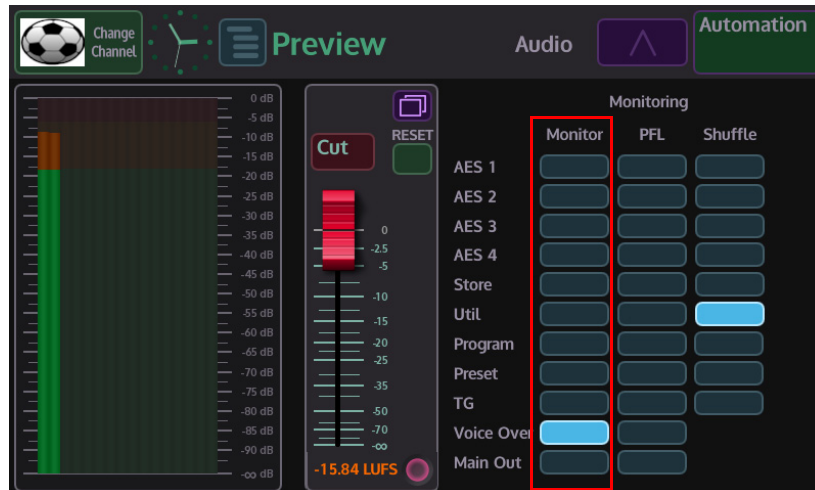 Change
Channel
Preview
Audio
Automation
0 dB
-5 dB
-10 dB
-15 dB
-20 dB
-25 dB
-30 dB
-35 dB
-40 dB
-45 dB
-50 dB
-55 dB
-60 dB
-65 dB
-70 dB
-75 dB
-80 dB
-85 dB
-90 dB
-∞ dB
Cut
RESET
0
-2.5
-5
-10
-15
-20
-25
-35
-50
-70
-∞
-15.84 LUFS
Monitoring
Monitor PFL Shuffle
AES 1
AES 2
AES 3
AES 4
Store
Util
Program
Preset
TG
Voice Over
Main Out